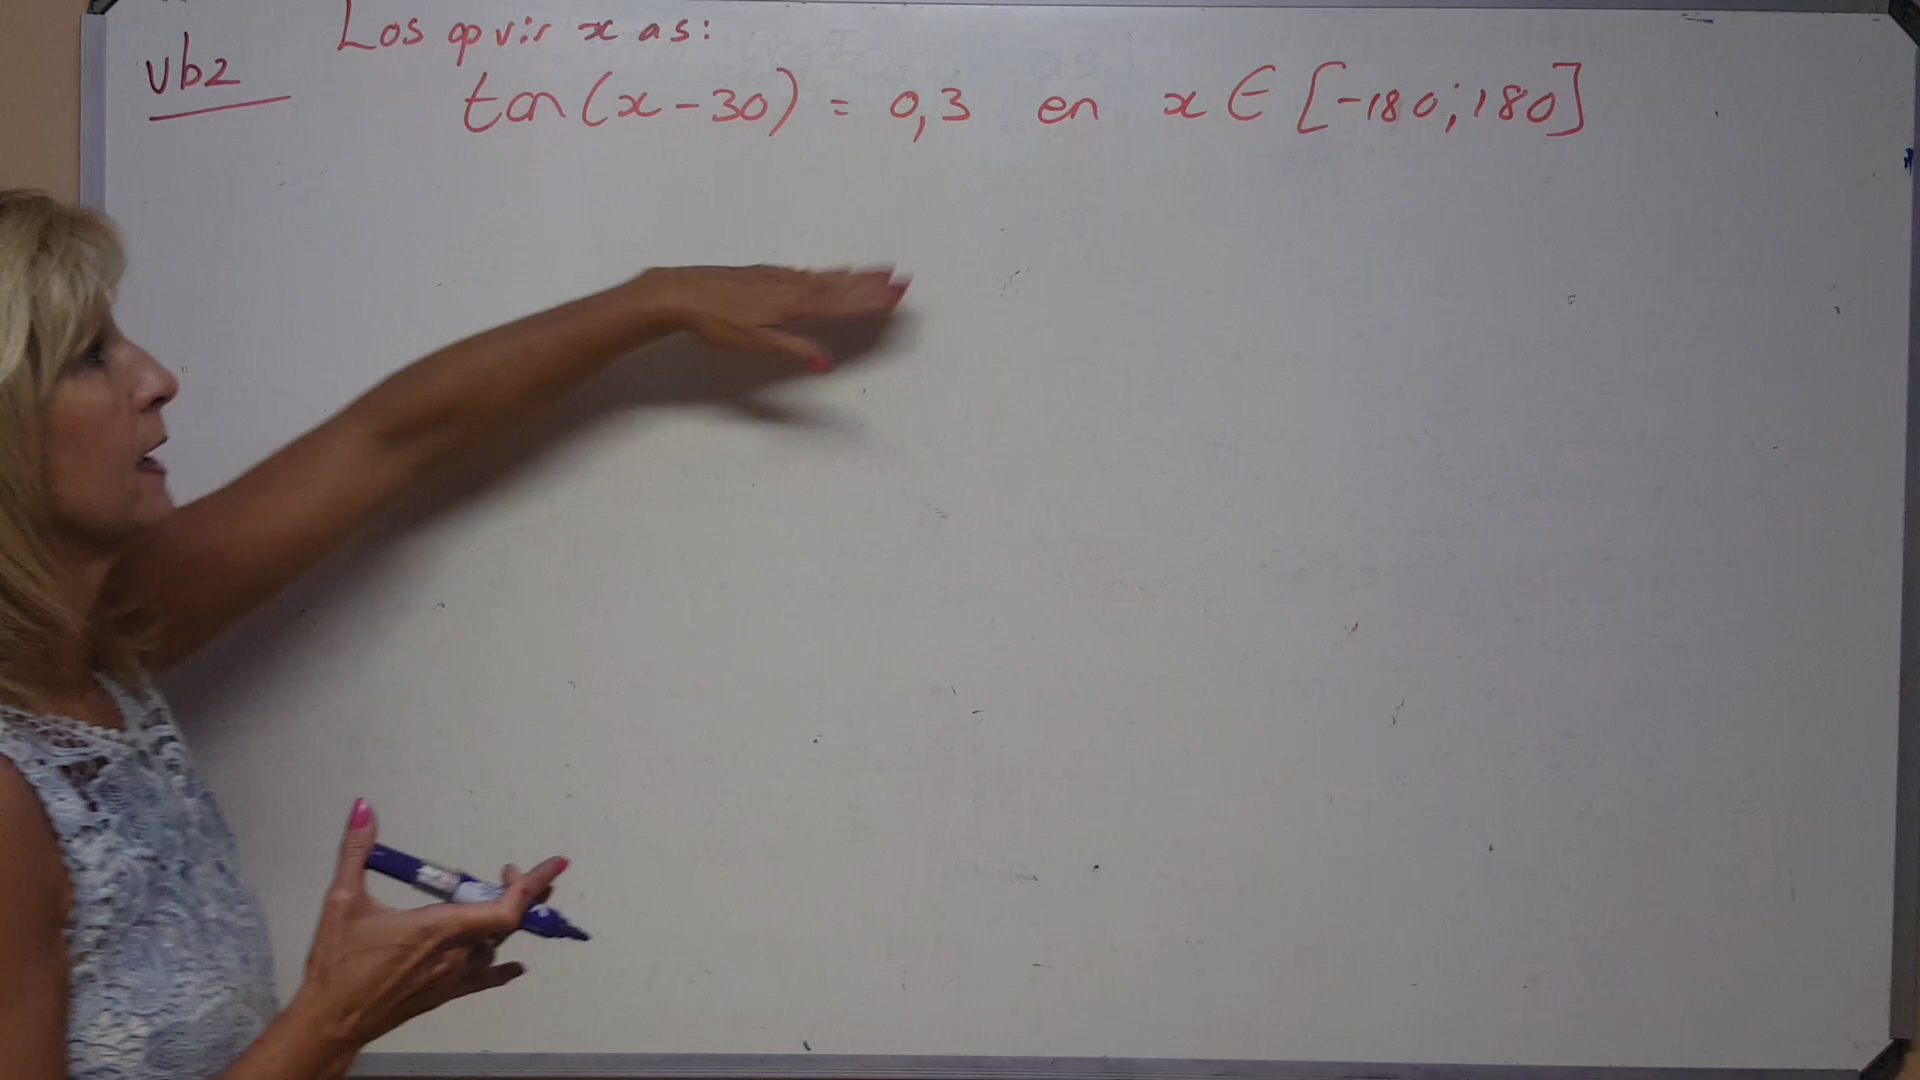 Los op vir x as:
vb2
tan(x-30) = 0,3 en x ∈ [-180; 180]